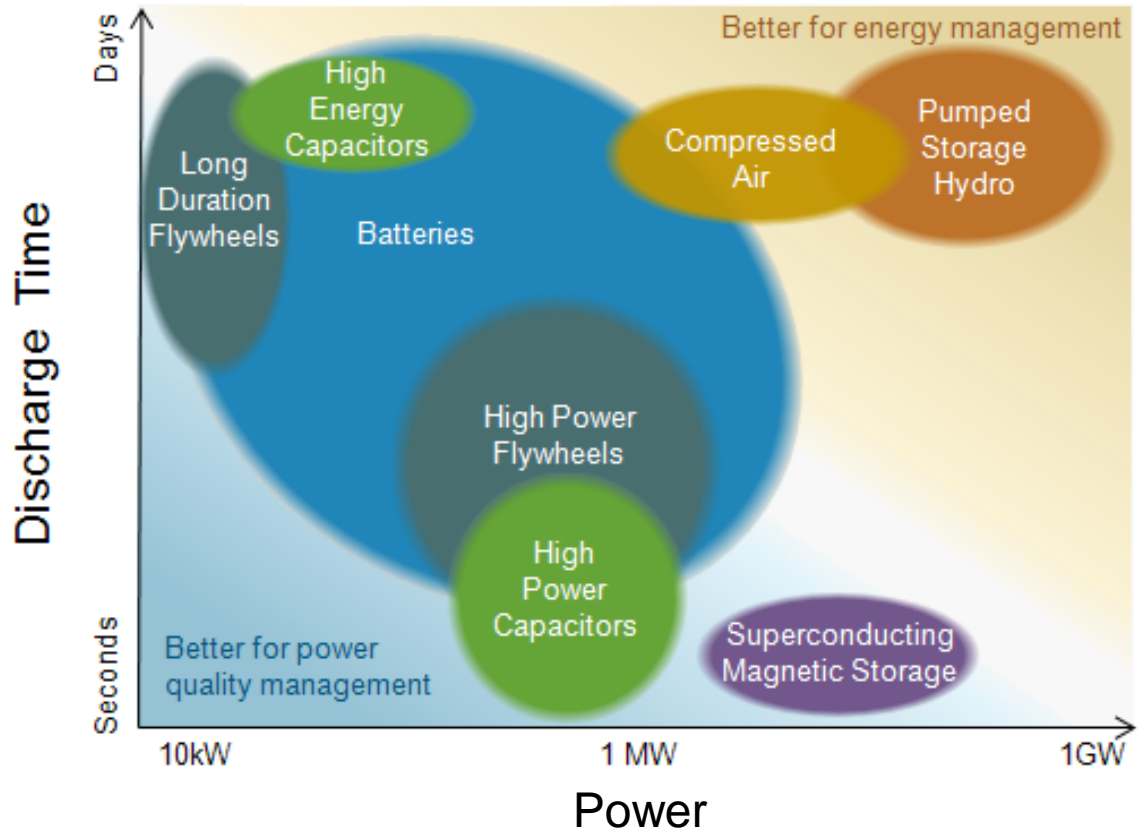 Better for energy management
Days
High
Energy
Capacitors
Pumped
Storage
Hydro
Compressed
Air
Long
Duration
Flywheels
Batteries
Discharge Time
High Power
Flywheels
High
Power
Capacitors
Superconducting
Magnetic Storage
Better for power
quality management
Seconds
10kW
1 MW
1GW
Power